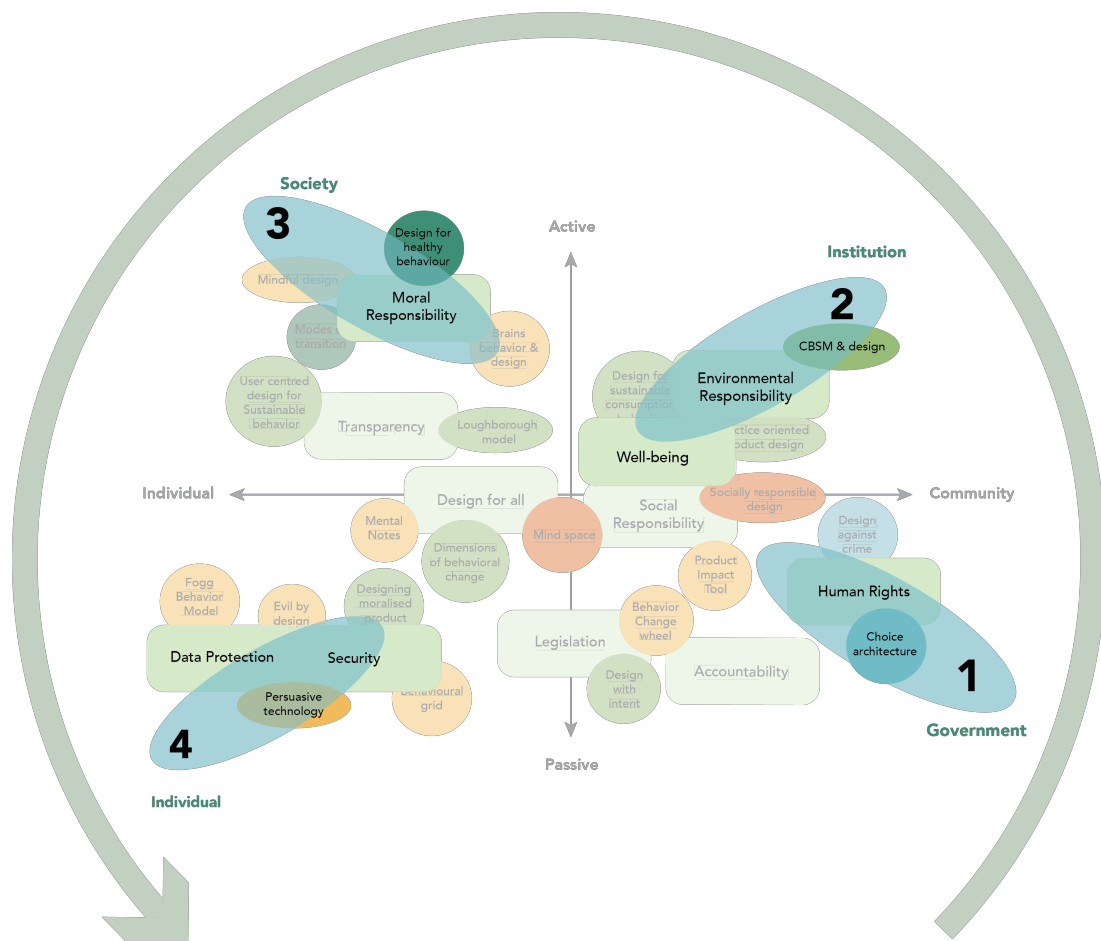 Society
3
Design for
healthy
behaviour
Mindful design
Moral
Responsibility
Modes
transition
Brains
behavior &
design
User centred
design for
Sustainable
behavior
Transparency
Loughborough
model
Active
Institution
2
CBSM & design
Environmental
Responsibility
Design for
sustainable
consumption
Well-being
product design
Individual
Community
Design for all
Social
Responsibility
Socially responsible
design
Mental
Notes
Mind space
Dimensions
of behavioral
change
Design
against
crime
Product
Impact
Tool
Human Rights
Choice
architecture
1
Government
Fogg
Behavior
Model
Evil by
design
Designing
moralised
product
Data Protection
Security
Persuasive
technology
Behavioural
grid
4
Individual
Legislation
Behavior
Change
wheel
Accountability
Design
with
intent
Passive